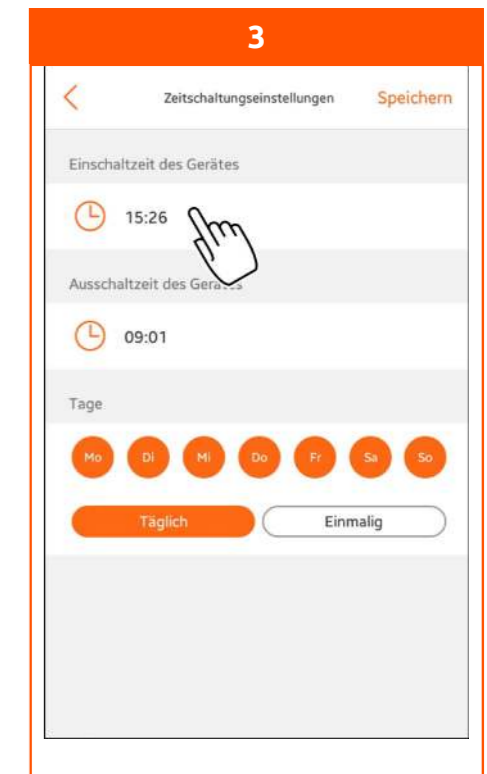 3
Zeitschaltungseinstellungen Speichern
Einschaltzeit des Gerätes
15:26
Ausschaltzeit des Gerätes
09:01
Tage
Mo Di Mi Do Fr Sa So
Täglich Einmalig